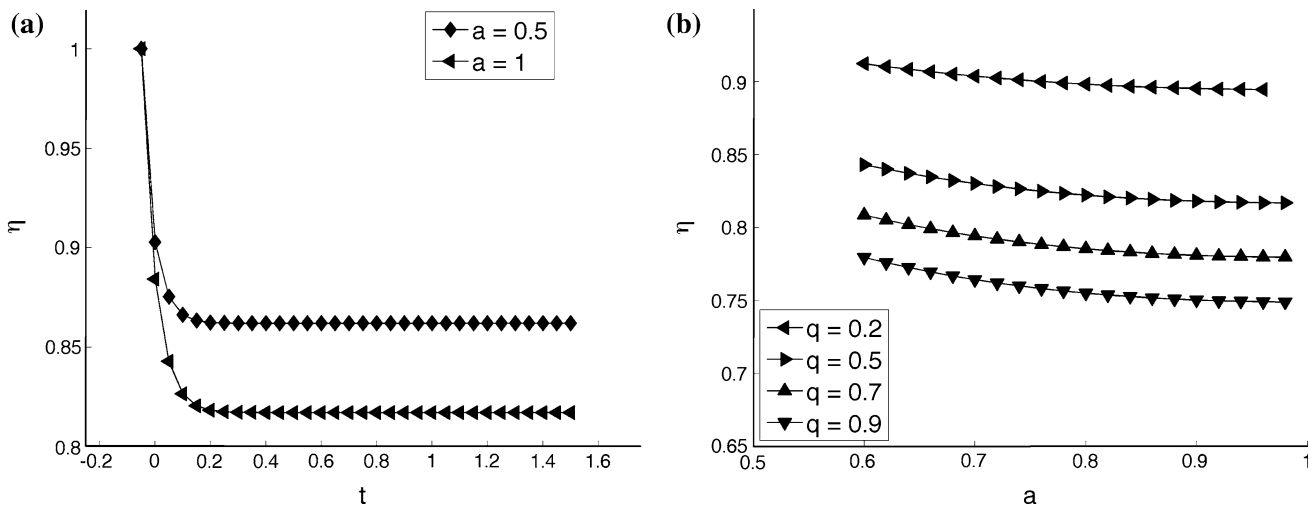 (a)
1
0.95
0.9
0.85
0.8
η
-0.2 0 0.2 0.4 0.6 0.8 1 1.2 1.4 1.6
t
a = 0.5
a = 1
(b)
0.9
0.85
0.8
0.75
0.7
0.65
η
0.5 0.6 0.7 0.8 0.9 1
a
q = 0.2
q = 0.5
q = 0.7
q = 0.9